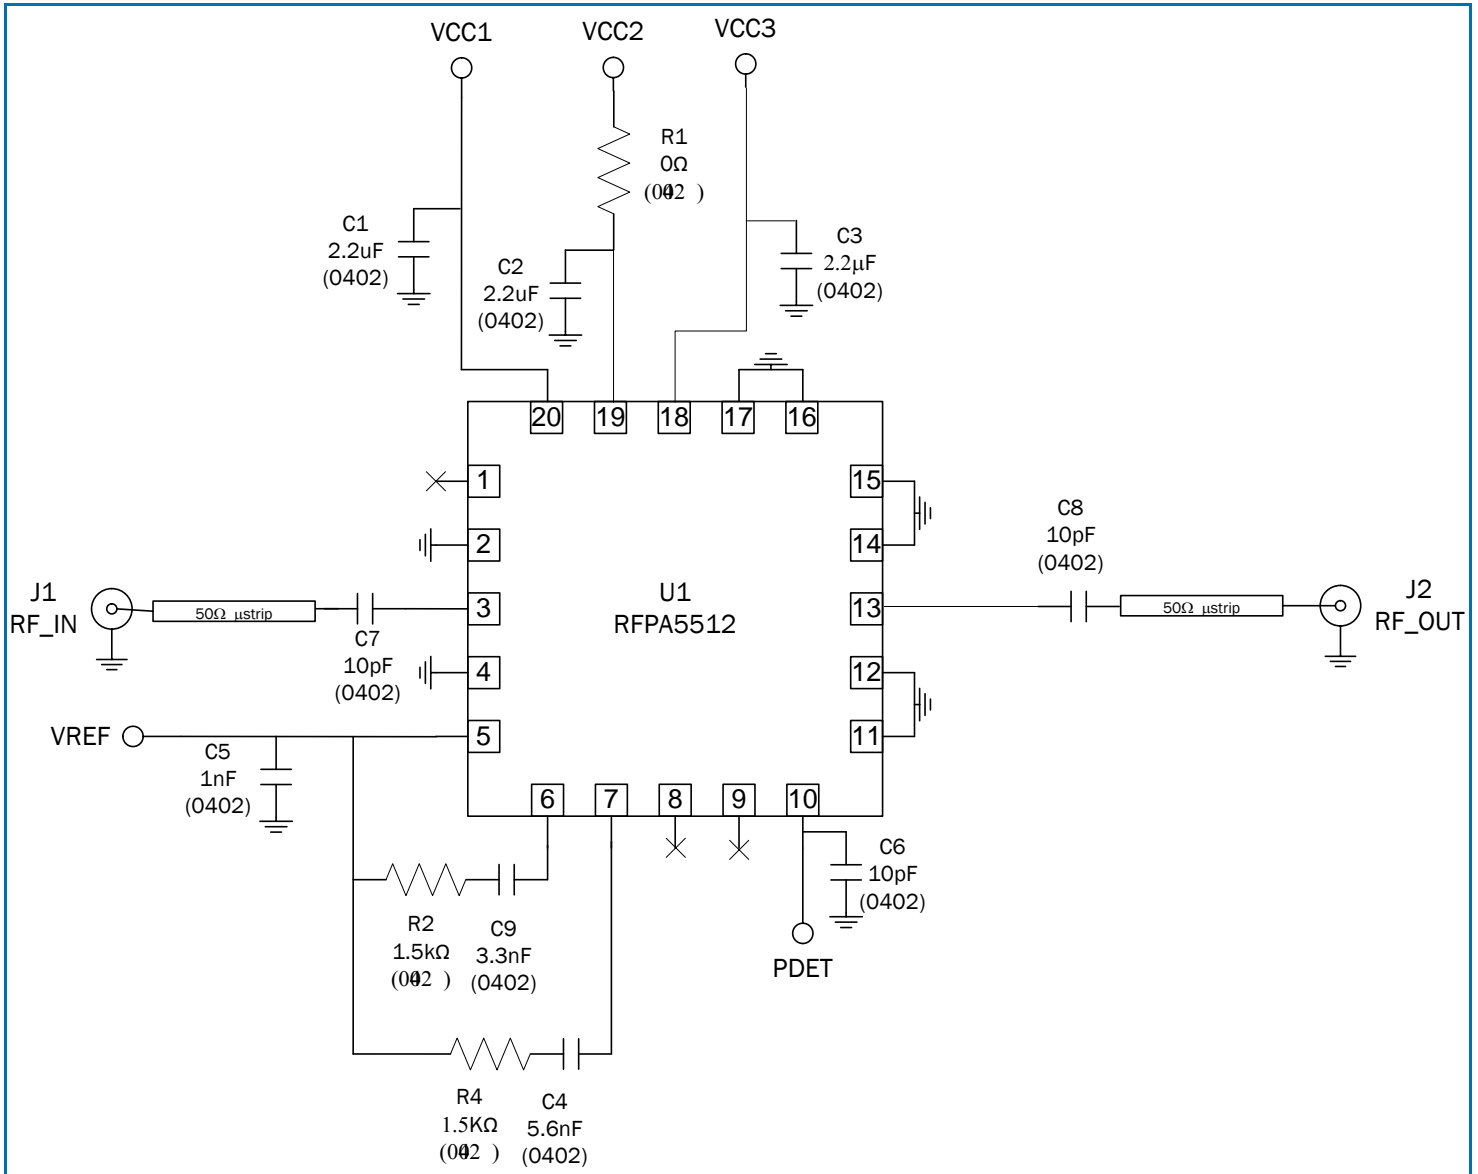 VCC1
VCC2
VCC3
R1
0Ω
C1
2.2uF
(0402)
C2
2.2uF
(0402)
C3
2.2µF
(0402)
20
19
18
17
16
1
2
3
4
5
15
14
13
12
11
6
7
8
9
10
U1
RFPA5512
J1
RF_IN
50Ω µstrip
C7
10pF
(0402)
C8
10pF
(0402)
50Ω µstrip
J2
RF_OUT
VREF
C5
1nF
(0402)
C6
10pF
(0402)
PDET
R2
1.5kΩ
C9
3.3nF
(0402)
R4
1.5KΩ
C4
5.6nF
(0402)